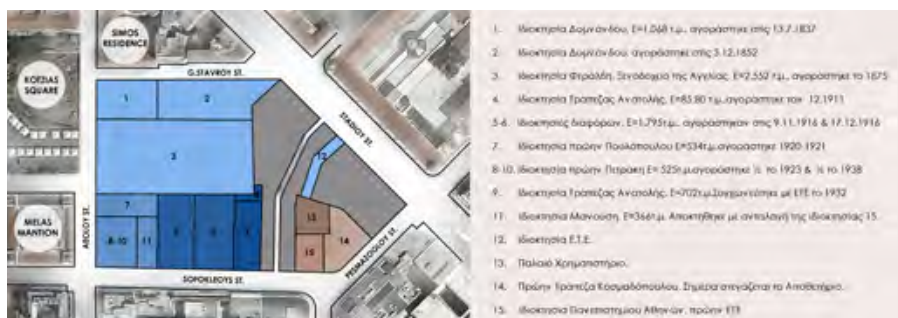 SIMOS
RESIDENCE
KOTZIAS
SQUARE
G.STAVROY ST.
STADIOY ST.
1
2
3
12
7
8-10
11
13
14
15
MELAS
MANTION
AIOLOY ST.
SOFOKLEOYS ST.
PESMAZOGLOY ST.
1. Ιδιοκτησία Δομνάνδου, Ε=1.068 τ.μ., αγοράστηκε στις 13.7.1837
2. Ιδιοκτησία Δομνάνδου, αγοράστηκε στις 3.12.1852
3. Ιδιοκτησία Φεράλδη, Ξενοδοχείο της Αγγλίας, Ε=2.552 τ.μ., αγοράστηκε το 1875
4. Ιδιοκτησία Τράπεζας Ανατολής, Ε=85,80 τ.μ.,αγοράστηκε τον 12.1911
5-6. Ιδιοκτησίες διαφόρων, Ε=1.795τ.μ., αγοράστηκαν στις 9.11.1916 & 17.12.1916
7. Ιδιοκτησία πρώην Πουλόπουλου Ε=534τ.μ.αγοράστηκε 1920-1921
8-10. Ιδιοκτησία πρώην Πετράκη Ε= 525τ.μ.αγοράστηκε ½ το 1923 & ½ το 1938
9. Ιδιοκτησία Τράπεζας Ανατολής, Ε=702τ.μ.Συγχωνεύτηκε με ΕΤΕ το 1932
11. Ιδιοκτησία Μανούση, Ε=366τ.μ. Αποκτήθηκε με ανταλαγή της ιδιοκτησίας 15.
12. Ιδιοκτησία Ε.Τ.Ε.
13. Παλαιό Χρηματιστήριο.
14. Πρώην Τράπεζα Κοσμαδόπουλου. Σήμερα στεγάζεται το Αποθετήριο.
15. Ιδιοκτησία Πανεπιστημίου Αθηνών, πρώην ΕΤΕ